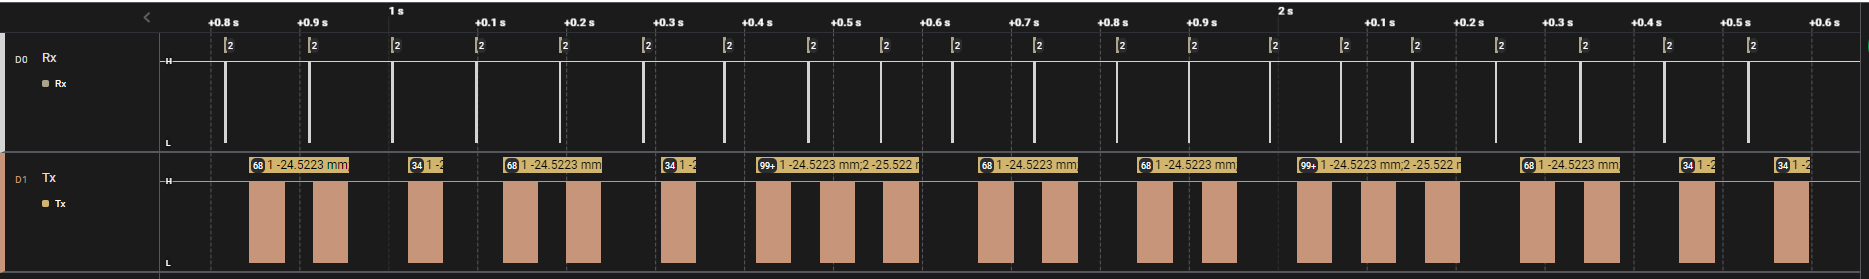 1 s 2 s
+0.8 s +0.9 s +0.1 s +0.2 s +0.3 s +0.4 s +0.5 s +0.6 s +0.7 s +0.8 s +0.9 s +0.1 s +0.2 s +0.3 s +0.4 s +0.5 s +0.6 s
2 2 2 2 2 2 2 2 2 2 2 2 2 2 2 2 2 2 2 2
D0 Rx H
Rx
L
68 1 -24.5223 mm 34 1 -2 68 1 -24.5223 mm 34 1 -2 99+ 1 -24.5223 mm;2 -25.522 68 1 -24.5223 mm 68 1 -24.5223 mm 99+ 1 -24.5223 mm;2 -25.522 68 1 -24.5223 mm 34 1 -2 34 1 -2
D1 Tx H
Tx
L